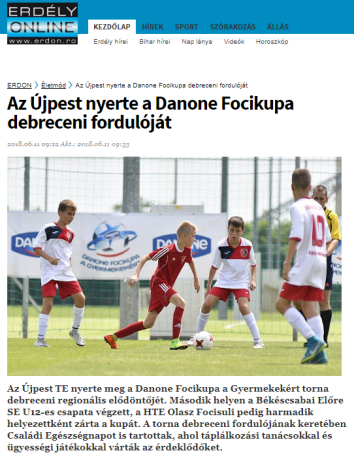 ERDÉLY
ONLINE
www.erdon.ro
KEZDŐLAP HÍREK SPORT SZÓRAKOZÁS ÁLLÁS
Erdély hírei Bihar hírei Nap lánya Videók Horoszkóp
ERDON > Életmód > Az Újpest nyerte a Danone Focikupa debreceni fordulóját
Az Újpest nyerte a Danone Focikupa
debreceni fordulóját
2018.06.11 09:22 Akt.: 2018.06.11 09:33
DANONE
DANONE FOCIKUPA
A GYERMEKEKÉRT
DANONE
10
Az Újpest TE nyerte meg a Danone Focikupa a Gyermekekért torna
debreceni regionális elődöntőjét. Második helyen a Békéscsabai Előre
SE U12-es csapata végzett, a HTE Olasz Focisuli pedig harmadik
helyezettként zárta a kupát. A torna debreceni fordulójának keretében
Családi Egészségnapot is tartottak, ahol táplálkozási tanácsokkal és
ügyességi játékokkal várták az érdeklődőket.